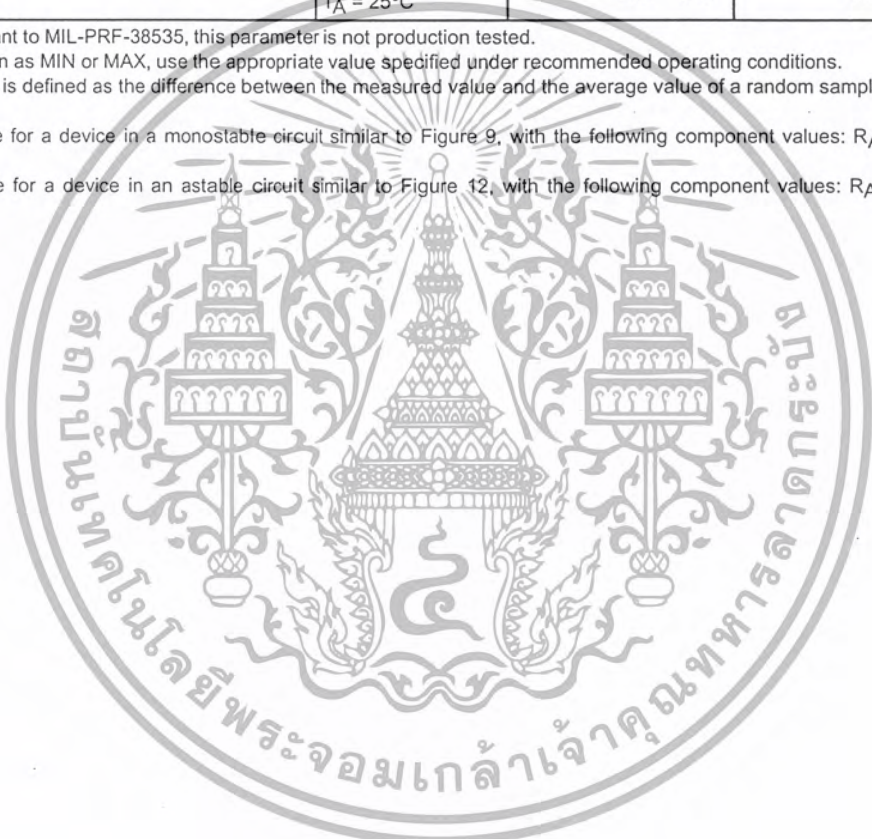 TA = 25°C
nt to MIL-PRF-38535, this parameter is not production tested.
n as MIN or MAX, use the appropriate value specified under recommended operating conditions.
is defined as the difference between the measured value and the average value of a random sampl
e for a device in a monostable circuit similar to Figure 9, with the following component values: RA
e for a device in an astable circuit similar to Figure 12, with the following component values: RA
สถาบันเทคโนโลยีพระจอมเกล้าเจ้าคุณทหารลาดกระบัง
๔